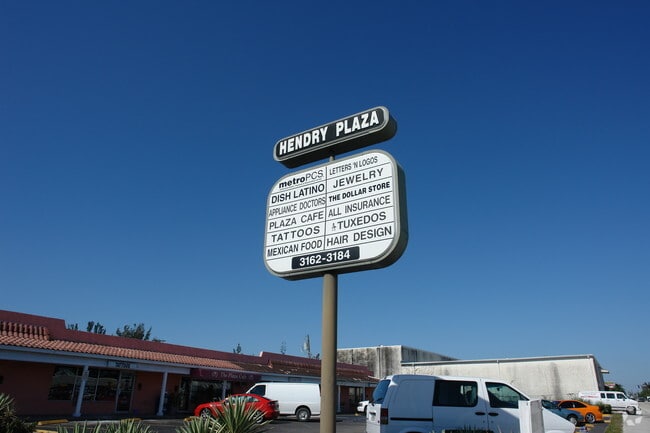 HENDRY PLAZA
metroPCS
DISH LATINO
APPLIANCE DOCTORS
PLAZA CAFE
TATTOOS
MEXICAN FOOD
LETTERS 'N LOGOS
JEWELRY
THE DOLLAR STORE
ALL INSURANCE
TUXEDOS
HAIR DESIGN
3162-3184